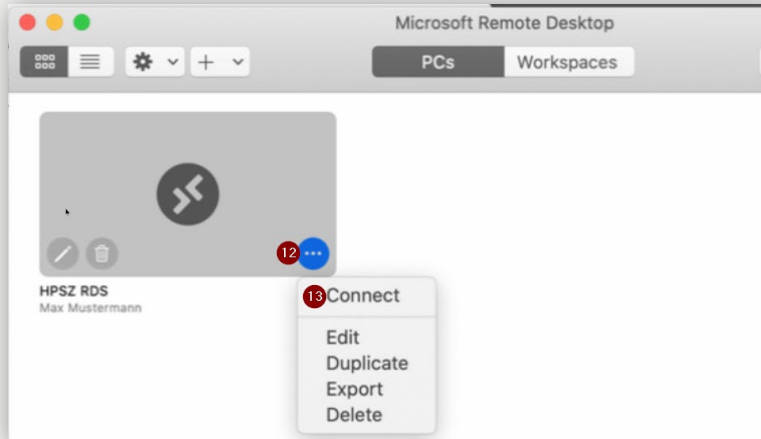 Microsoft Remote Desktop
PCs Workspaces
12
HPSZ RDS
Max Mustermann
13 Connect
Edit
Duplicate
Export
Delete